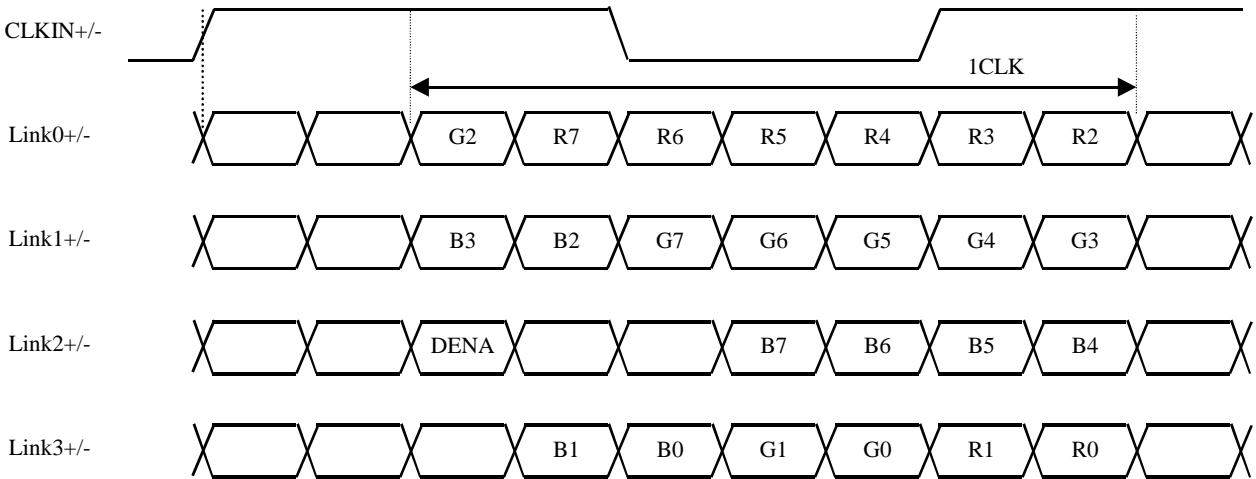 CLKIN+/-
1CLK
Link0+/- G2 R7 R6 R5 R4 R3 R2
Link1+/- B3 B2 G7 G6 G5 G4 G3
Link2+/- DENA B7 B6 B5 B4
Link3+/- B1 B0 G1 G0 R1 R0